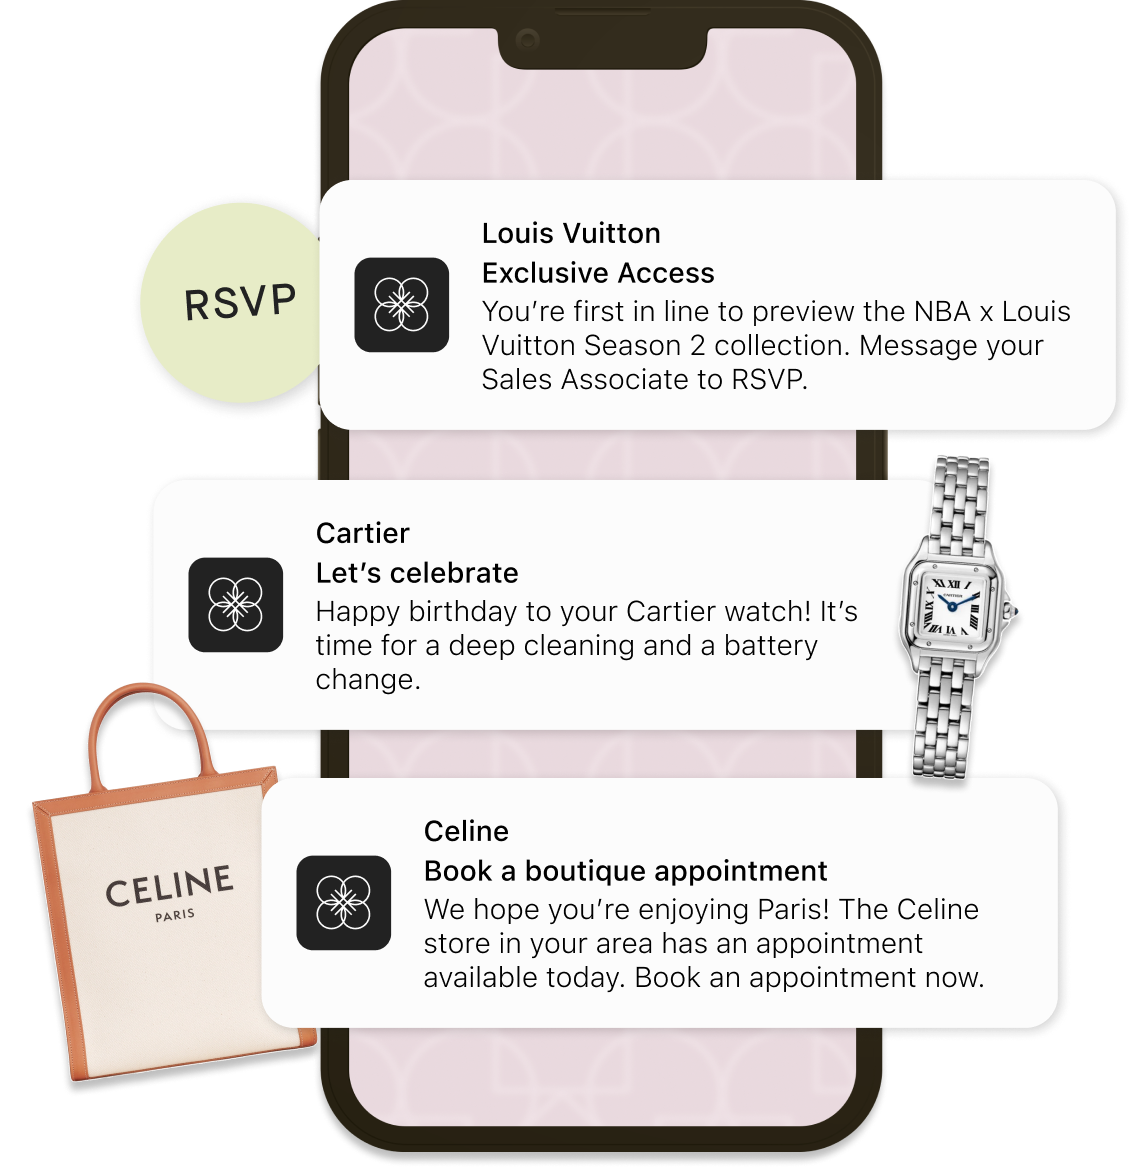 RSVP
Louis Vuitton
Exclusive Access
You’re first in line to preview the NBA x Louis
Vuitton Season 2 collection. Message your
Sales Associate to RSVP.
Cartier
Let’s celebrate
Happy birthday to your Cartier watch! It’s
time for a deep cleaning and a battery
change.
CARTIER
Celine
Book a boutique appointment
We hope you’re enjoying Paris! The Celine
store in your area has an appointment
available today. Book an appointment now.
CELINE
PARIS